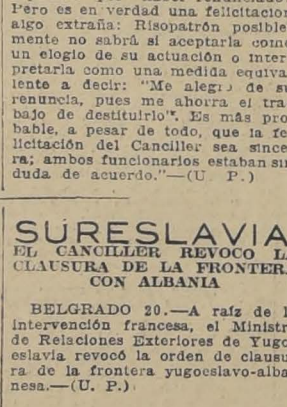 Pero es en verdad una felicitación
algo extraña: Risopatrón posible-
mente no sabrá si aceptarla como
un elogio de su actuación o inter-
pretarla como una medida equiva-
lente a decir: "Me alegro de su
renuncia, pues me ahorra el tra-
bajo de destituirlo". Es más pro-
bable, a pesar de todo, que la fe-
licitación del Canciller sea since-
ra; ambos funcionarios estaban sin
duda de acuerdo."—(U. P.)
SURESLAVIA
EL CANCILLER REVOCO L
CLAUSURA DE LA FRONTER
CON ALBANIA
BELGRADO 20.—A raíz de l
intervención francesa, el Ministr
de Relaciones Exteriores de Yugo
eslavia revocó la orden de clausu
ra de la frontera yugoeslavo-alba
nesa.—(U. P.)